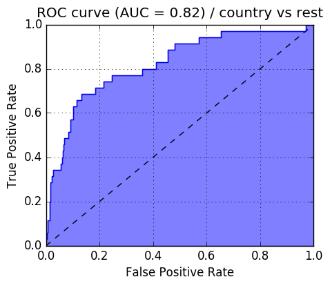 ROC curve (AUC = 0.82) / country vs rest
1.0
0.8
0.6
0.4
0.2
0.0
True Positive Rate
0.0 0.2 0.4 0.6 0.8 1.0
False Positive Rate